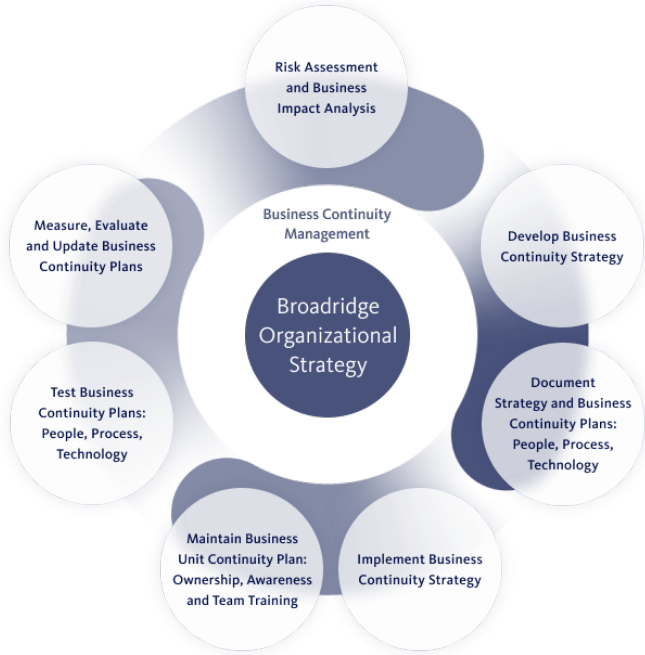 Risk Assessment
and Business
Impact Analysis
Develop Business
Continuity Strategy
Document
Strategy and Business
Continuity Plans:
People, Process,
Technology
Implement Business
Continuity Strategy
Maintain Business
Unit Continuity Plan:
Ownership, Awareness
and Team Training
Test Business
Continuity Plans:
People, Process,
Technology
Measure, Evaluate
and Update Business
Continuity Plans
Business Continuity
Management
Broadridge
Organizational
Strategy